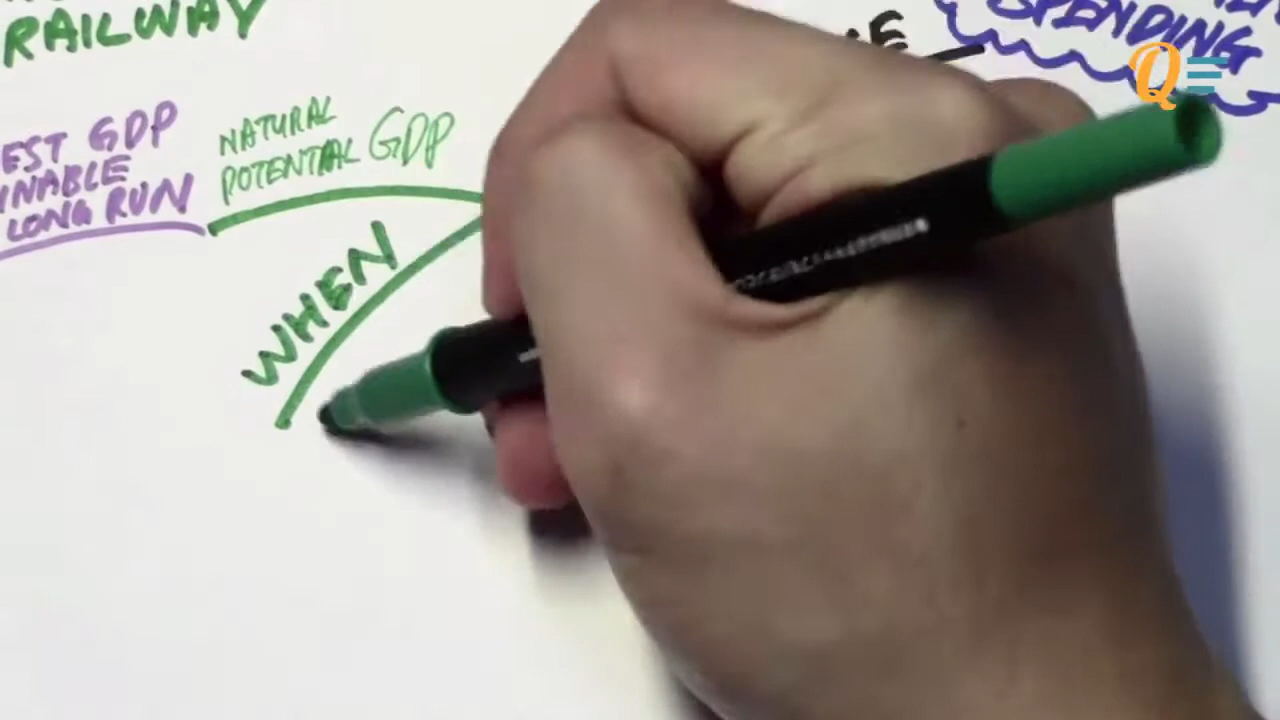 RAILWAY
SPENDING
EST GDP
INABLE
LONG RUN
NATURAL
POTENTIAL GDP
WHEN